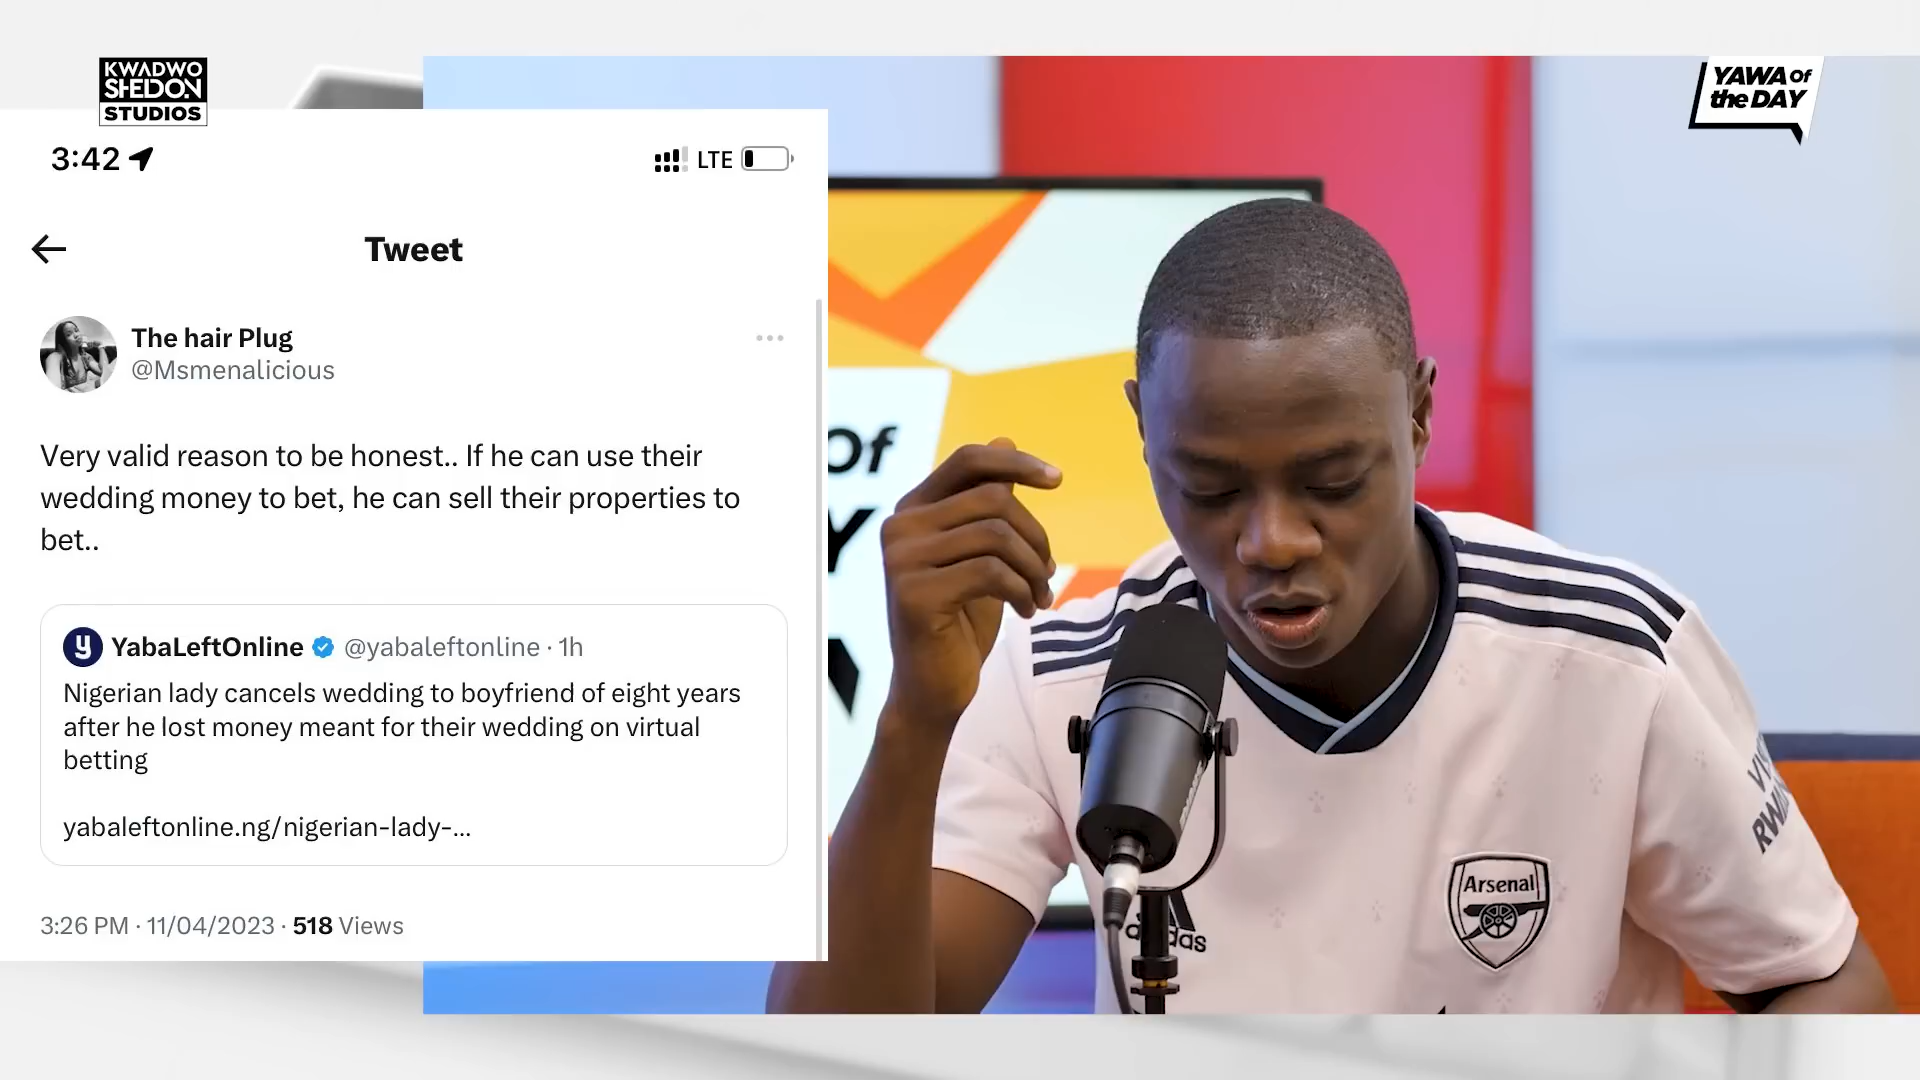 KWADWO
SHEDON
STUDIOS
YAWA of
the DAY
3:42
LTE
Tweet
The hair Plug
@Msmenalicious
Very valid reason to be honest.. If he can use their
wedding money to bet, he can sell their properties to
bet..
YabaLeftOnline @yabaleftonline · 1h
Nigerian lady cancels wedding to boyfriend of eight years
after he lost money meant for their wedding on virtual
betting
yabaleftonline.ng/nigerian-lady-...
3:26 PM · 11/04/2023 · 518 Views
Of
Y
Arsenal
adidas